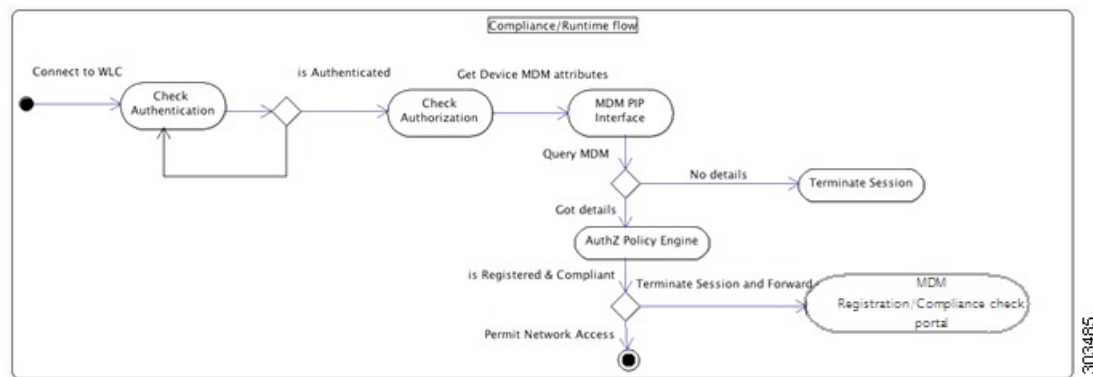 Compliance/Runtime flow
Connect to WLC
is Authenticated
Get Device MDM attributes
Check
Authentication
Check
Authorization
MDM PIP
Interface
Query MDM
No details
Terminate Session
Got details
AuthZ Policy Engine
is Registered & Compliant
Terminate Session and Forward
MDM
Registration/Compliance check
portal
Permit Network Access
303485